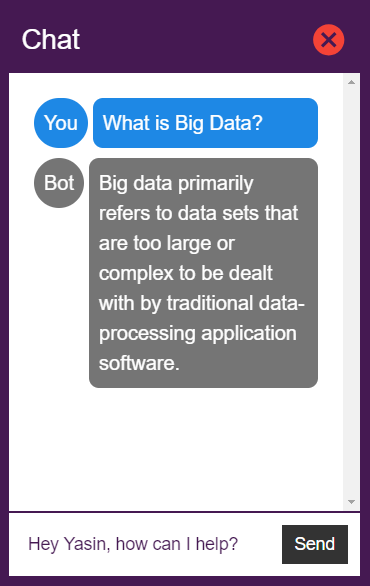 Chat
You
What is Big Data?
Bot
Big data primarily
refers to data sets that
are too large or
complex to be dealt
with by traditional data-
processing application
software.
Hey Yasin, how can I help?
Send